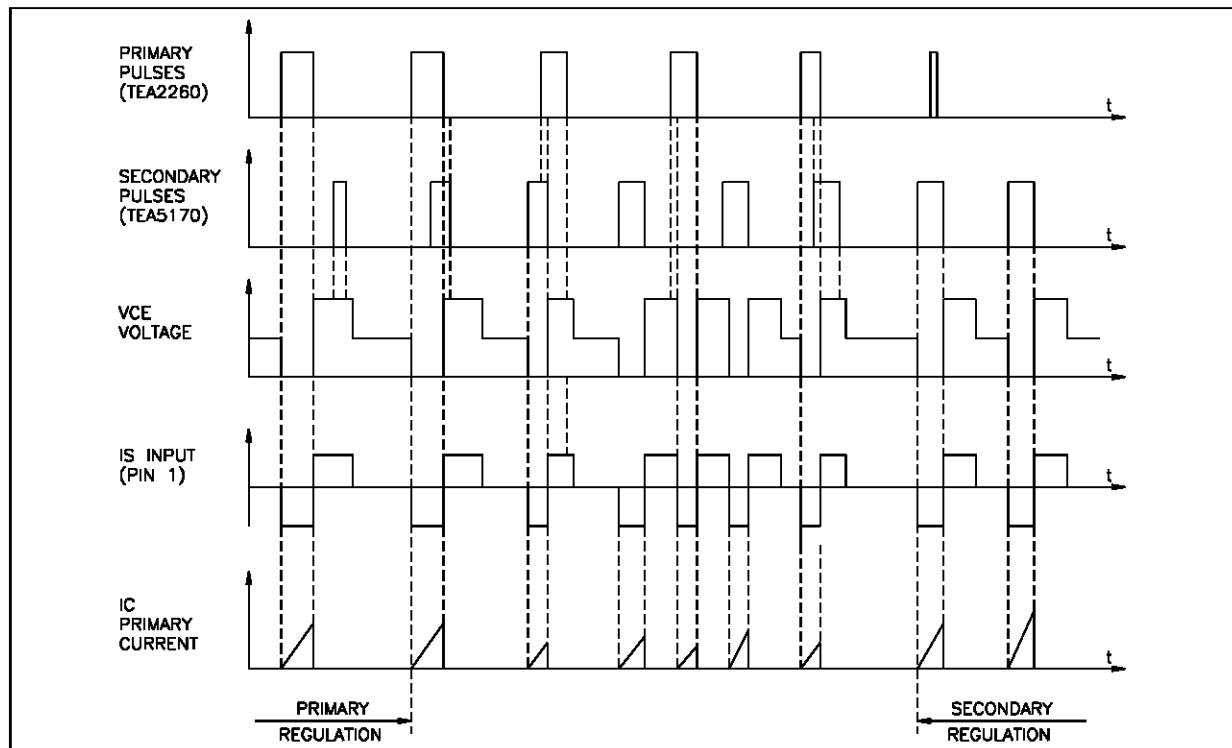 PRIMARY
PULSES
(TEA2260)
t
SECONDARY
PULSES
(TEA5170)
t
VCE
VOLTAGE
t
IS INPUT
(PIN 1)
t
IC
PRIMARY
CURRENT
t
PRIMARY
REGULATION
SECONDARY
REGULATION